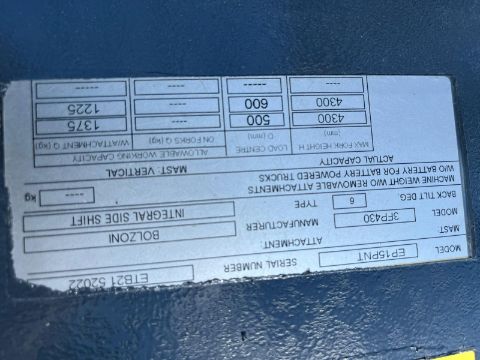 MODEL EP15PNT SERIAL NUMBER ETB21 52022
MAST ATTACHMENT.
MODEL 3FP430 MANUFACTURER BOLZONI
BACK TILT DEG 6 TYPE INTEGRAL SIDE SHIFT
MACHINE WEIGHT W/O REMOVABLE ATTACHMENTS
W/O BATTERY FOR BATTERY POWERED TRUCKS ---- kg
MAST: VERTICAL
ACTUAL CAPACITY
MAX FORK HEIGHT H (mm) LOAD CENTRE D (mm) ALLOWABLE WORKING CAPACITY
ON FORKS Q (kg) W/ATTACHMENT Q (kg)
4300 500 ---- 1375
4300 600 ---- 1225
---- ----- ---- ----